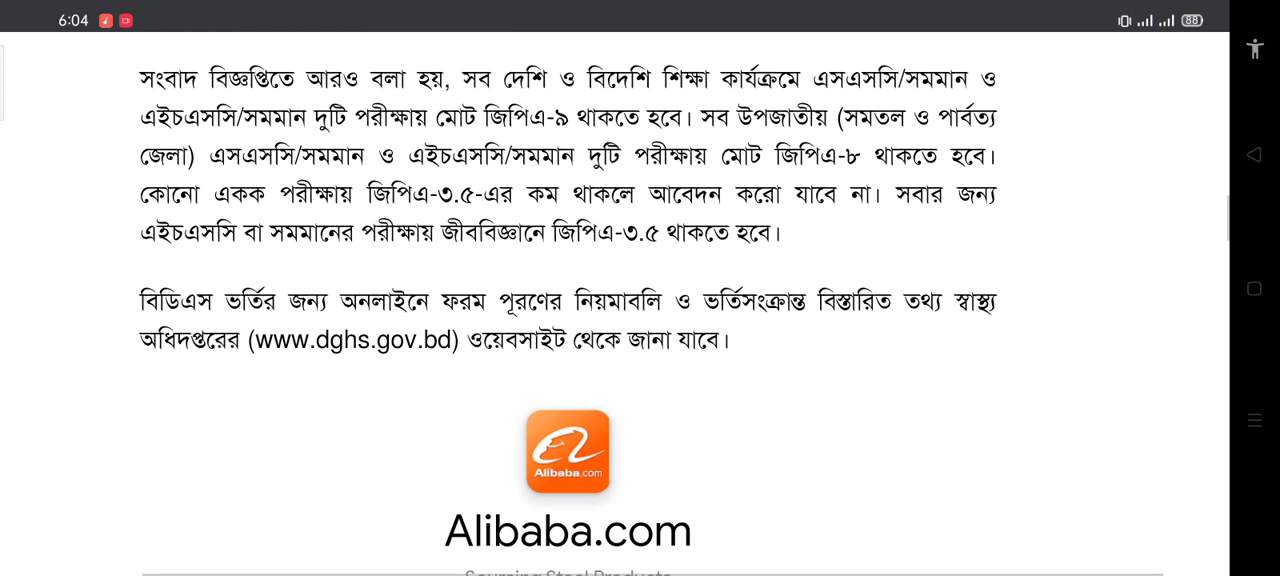 6:04
88
সংবাদ বিজ্ঞপ্তিতে আরও বলা হয়, সব দেশি ও বিদেশি শিক্ষা কার্যক্রমে এসএসসি/সমমান ও
এইচএসসি/সমমান দুটি পরীক্ষায় মোট জিপিএ-৯ থাকতে হবে। সব উপজাতীয় (সমতল ও পার্বত্য
জেলা) এসএসসি/সমমান ও এইচএসসি/সমমান দুটি পরীক্ষায় মোট জিপিএ-৮ থাকতে হবে।
কোনো একক পরীক্ষায় জিপিএ-৩.৫-এর কম থাকলে আবেদন করো যাবে না। সবার জন্য
এইচএসসি বা সমমানের পরীক্ষায় জীববিজ্ঞানে জিপিএ-৩.৫ থাকতে হবে।
বিডিএস ভর্তির জন্য অনলাইনে ফরম পূরণের নিয়মাবলি ও ভর্তিসংক্রান্ত বিস্তারিত তথ্য স্বাস্থ্য
অধিদপ্তরের (www.dghs.gov.bd) ওয়েবসাইট থেকে জানা যাবে।
Alibaba.com
Alibaba.com
Sourcing Steel Products